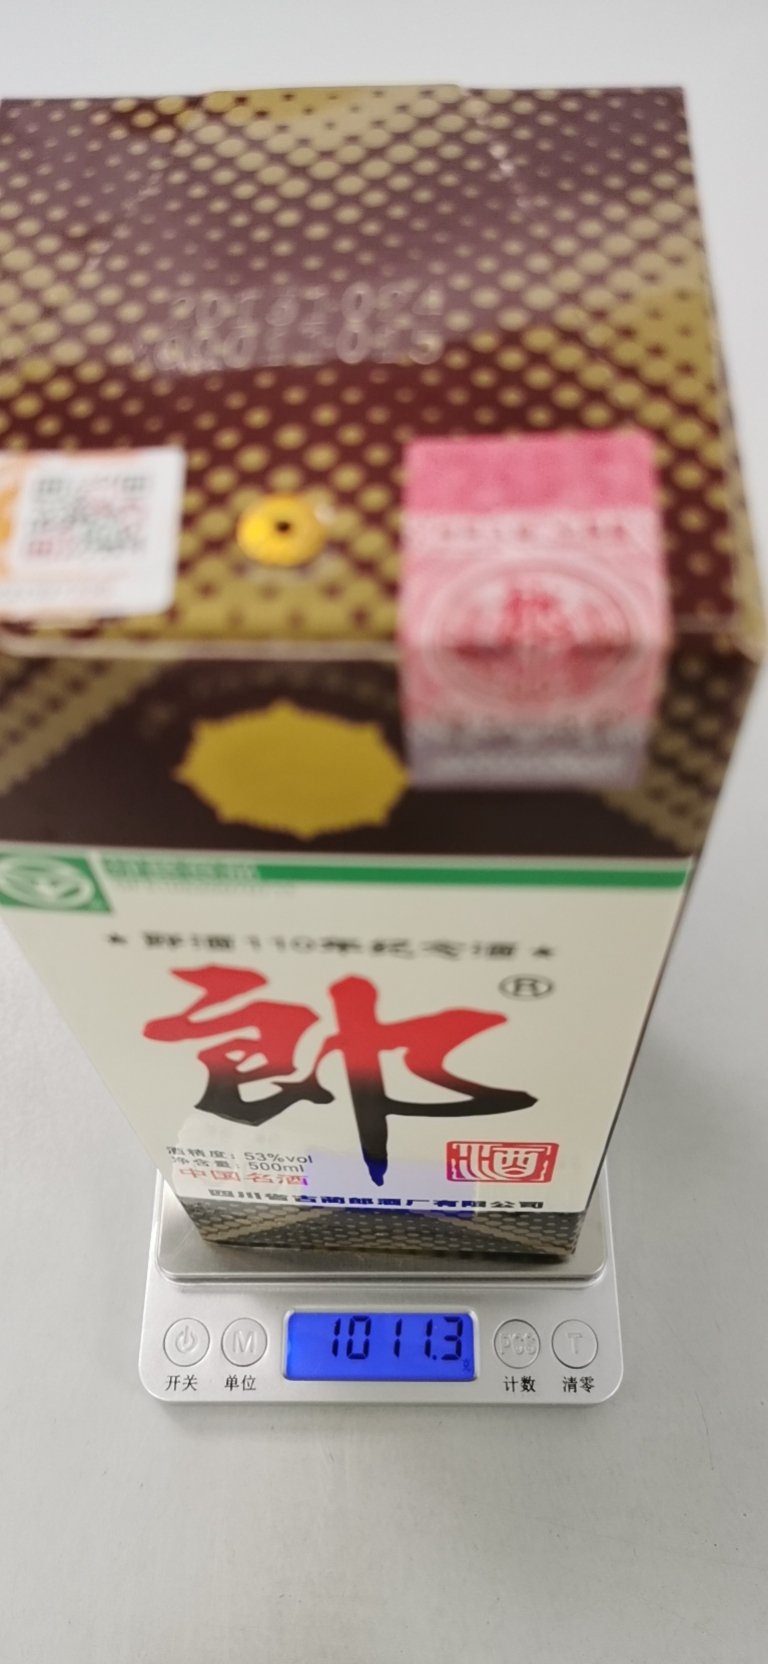 郎酒110年纪念酒
郎
®
酒精度：53%vol
净含量：500ml
中国名酒
酒
四川省古蔺郎酒厂有限公司
1011.3
M
PCS
T
开关
单位
计数
清零